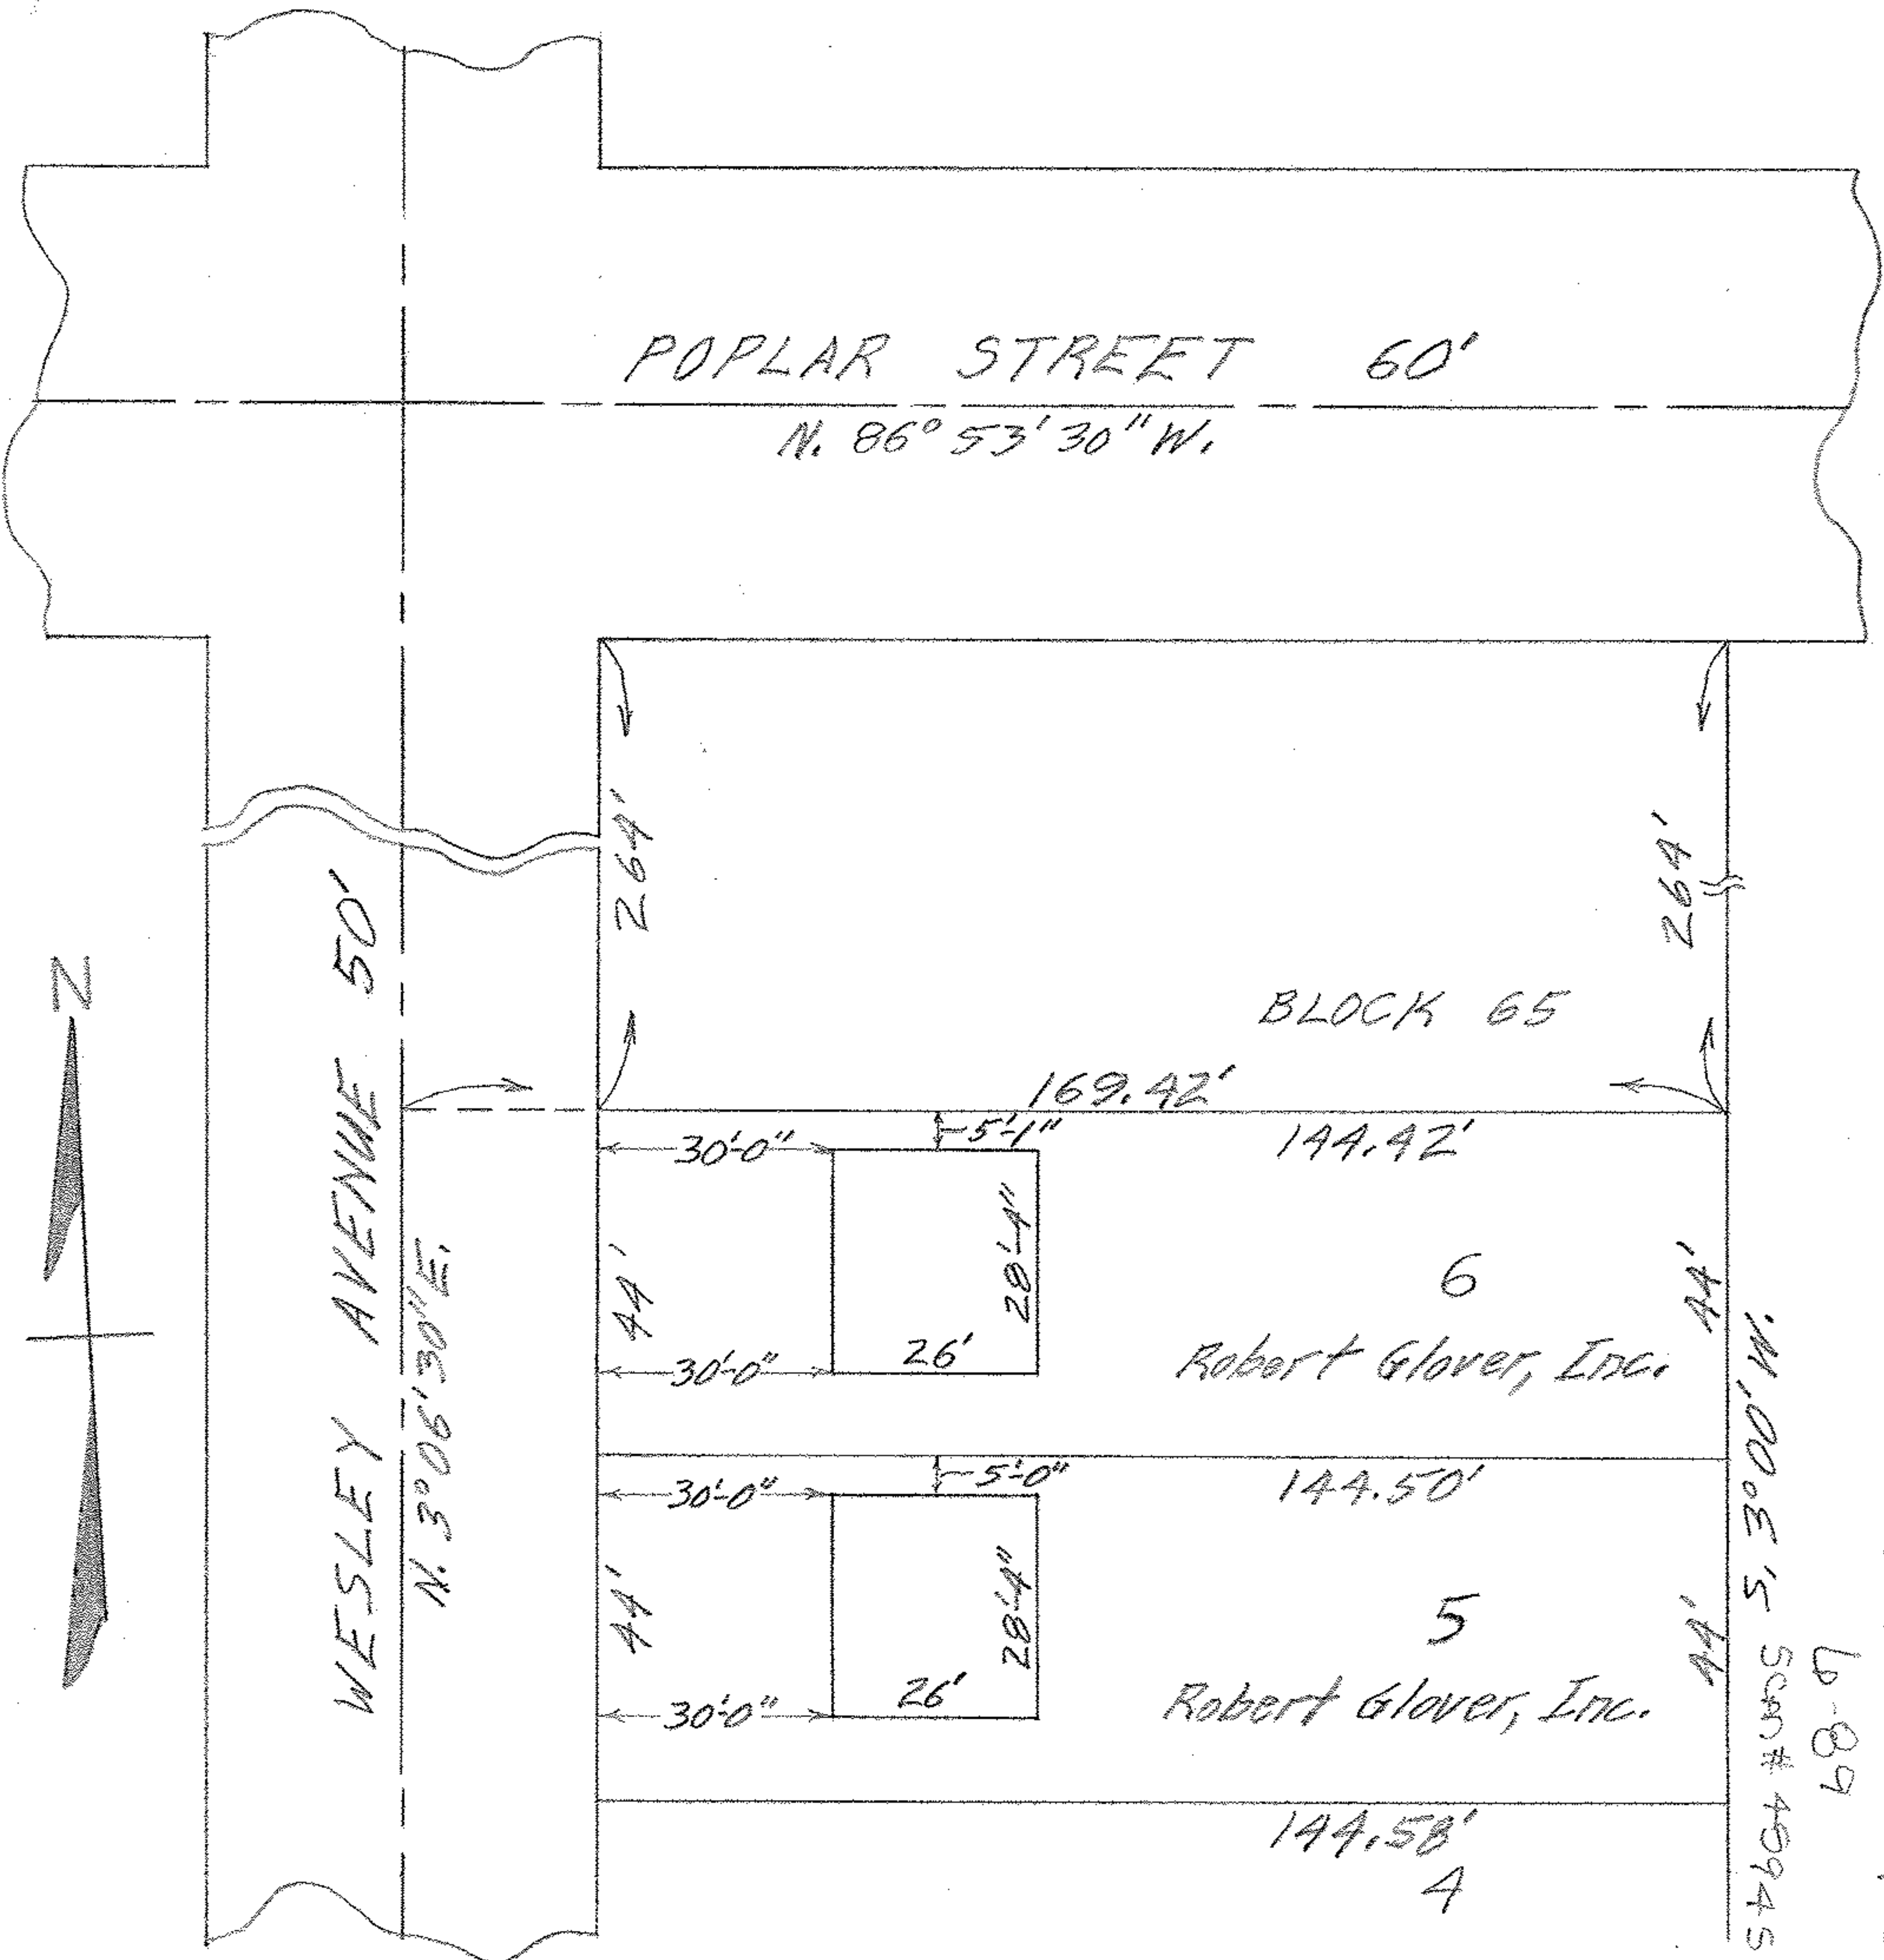 POPLAR STREET 60'
N. 86° 53' 30" W.
264'
264'
WESLEY AVENUE 50'
N. 3° 06' 30" E.
N
BLOCK 65
169.42'
5'-1"
144.42'
30'-0"
28'-4"
44'
6
44'
30'-0"
26'
Robert Glover, Inc.
S. 3° 00' W.
5'-0"
30'-0"
144.50'
28'-4"
44'
5
44'
30'-0"
26'
Robert Glover, Inc.
144.58'
4
6-89
Scan # 45945